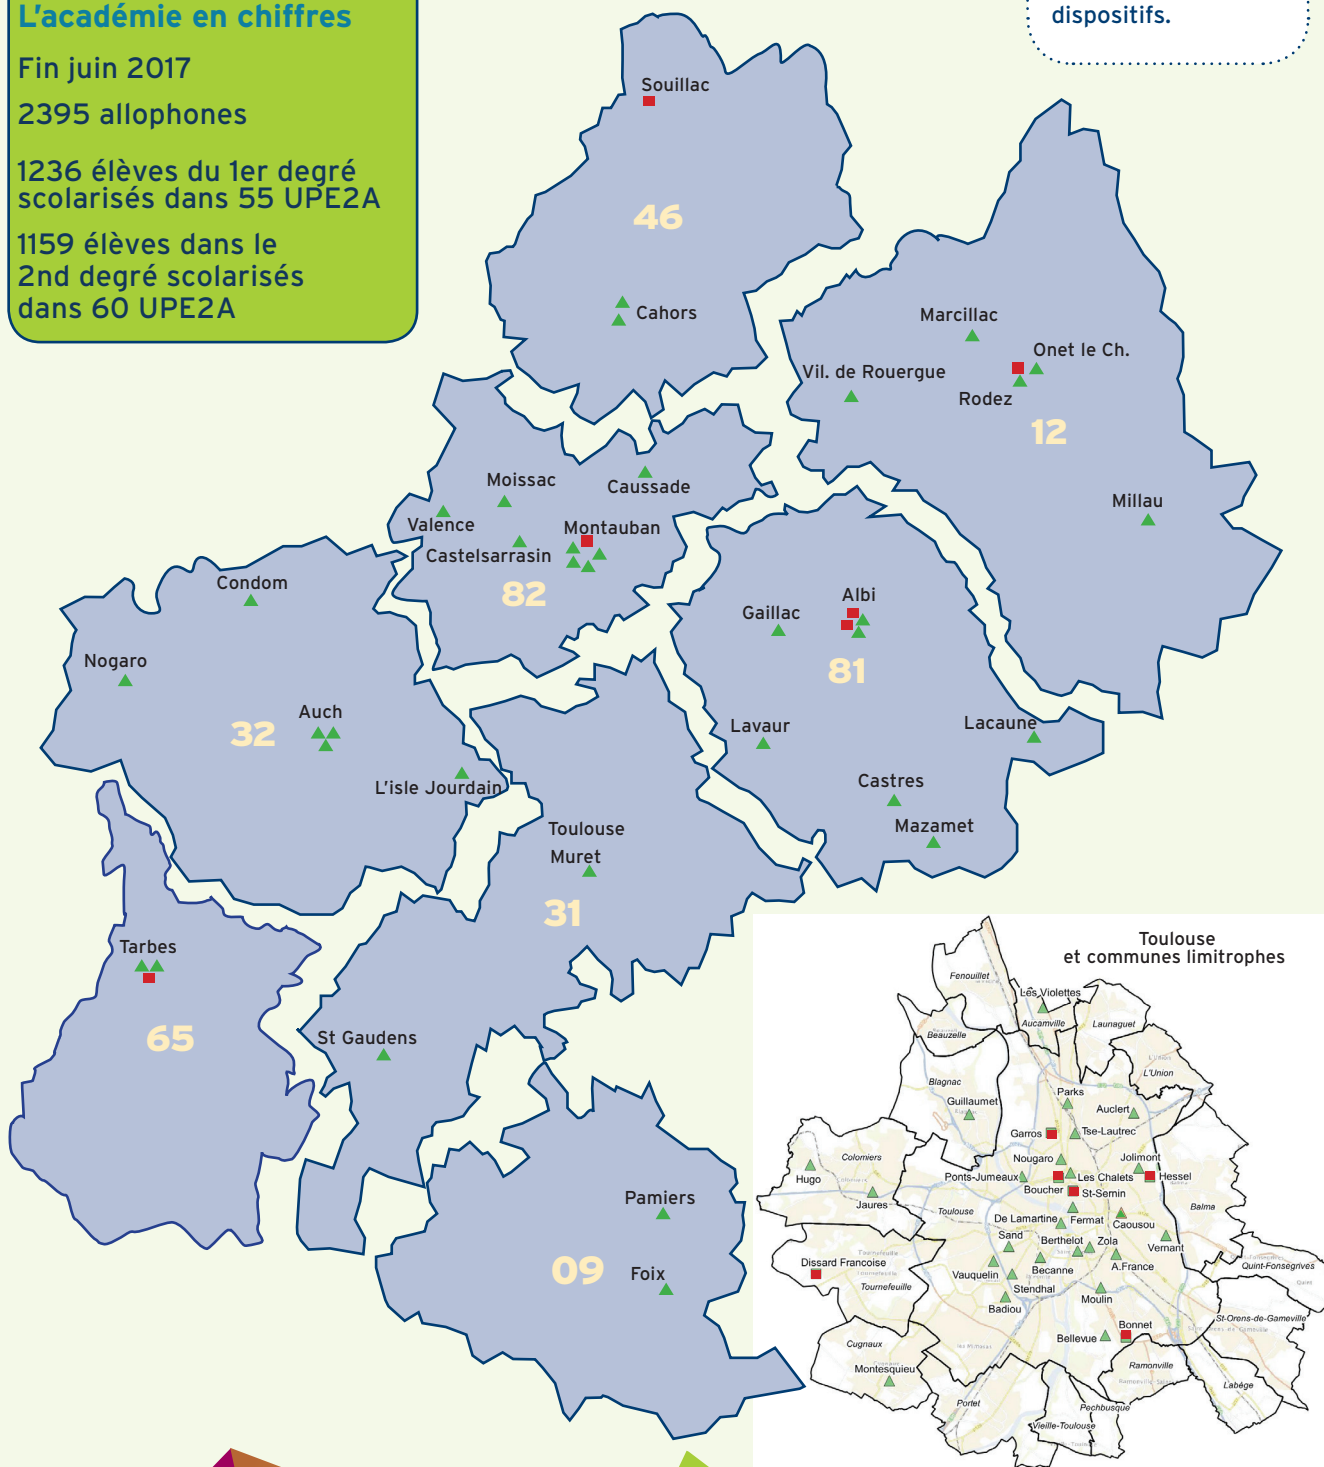 L'académie en chiffres
Fin juin 2017
2395 allophones
1236 élèves du 1er degré
scolarisés dans 55 UPE2A
1159 élèves dans le
2nd degré scolarisés
dans 60 UPE2A
dispositifs.
Souillac
46
Cahors
Marcillac
Onet le Ch.
Vil. de Rouergue
Rodez
12
Millau
Moissac
Caussade
Valence
Montauban
Castelsarrasin
82
Condom
Nogaro
Auch
32
L'isle Jourdain
Albi
Gaillac
81
Lavaur
Lacaune
Castres
Mazamet
Toulouse
Muret
31
St Gaudens
Tarbes
65
Pamiers
09
Foix
Toulouse
et communes limitrophes
Fenouillet
Les Violettes
Aucamville
Launaguet
Beauzelle
L'Union
Blagnac
Guillaumet
Parks
Auclert
Garros
Tse-Lautrec
Colomiers
Nougaro
Jolimont
Hugo
Ponts-Jumeaux
Les Chalets
Hessel
Boucher
St-Sernin
Jaures
Toulouse
De Lamartine
Fermat
Caousou
Balma
Sand
Berthelot
Zola
Vernant
Dissard Francoise
Vauquelin
Becanne
A.France
Quint-Fonsegrives
Tournefeuille
Stendhal
Moulin
Badiou
Bonnet
St-Orens-de-Gameville
Bellevue
Cugnaux
Montesquieu
Ramonville
Labège
Portet
Pechbusque
Vieille-Toulouse